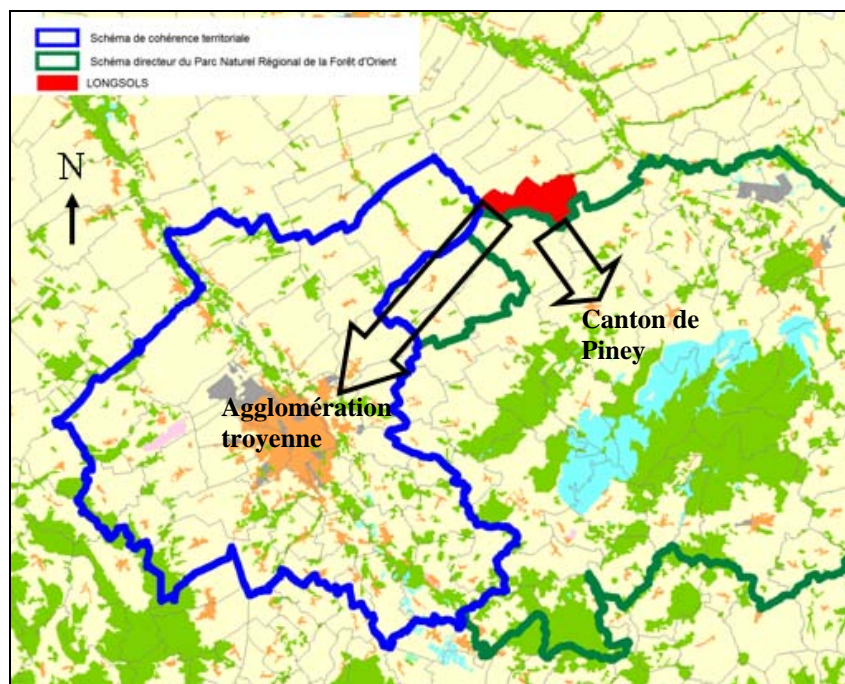 Schéma de cohérence territoriale
Schéma directeur du Parc Naturel Régional de la Forêt d'Orient
LONGSOLS
N
Canton de
Piney
Agglomération
troyenne